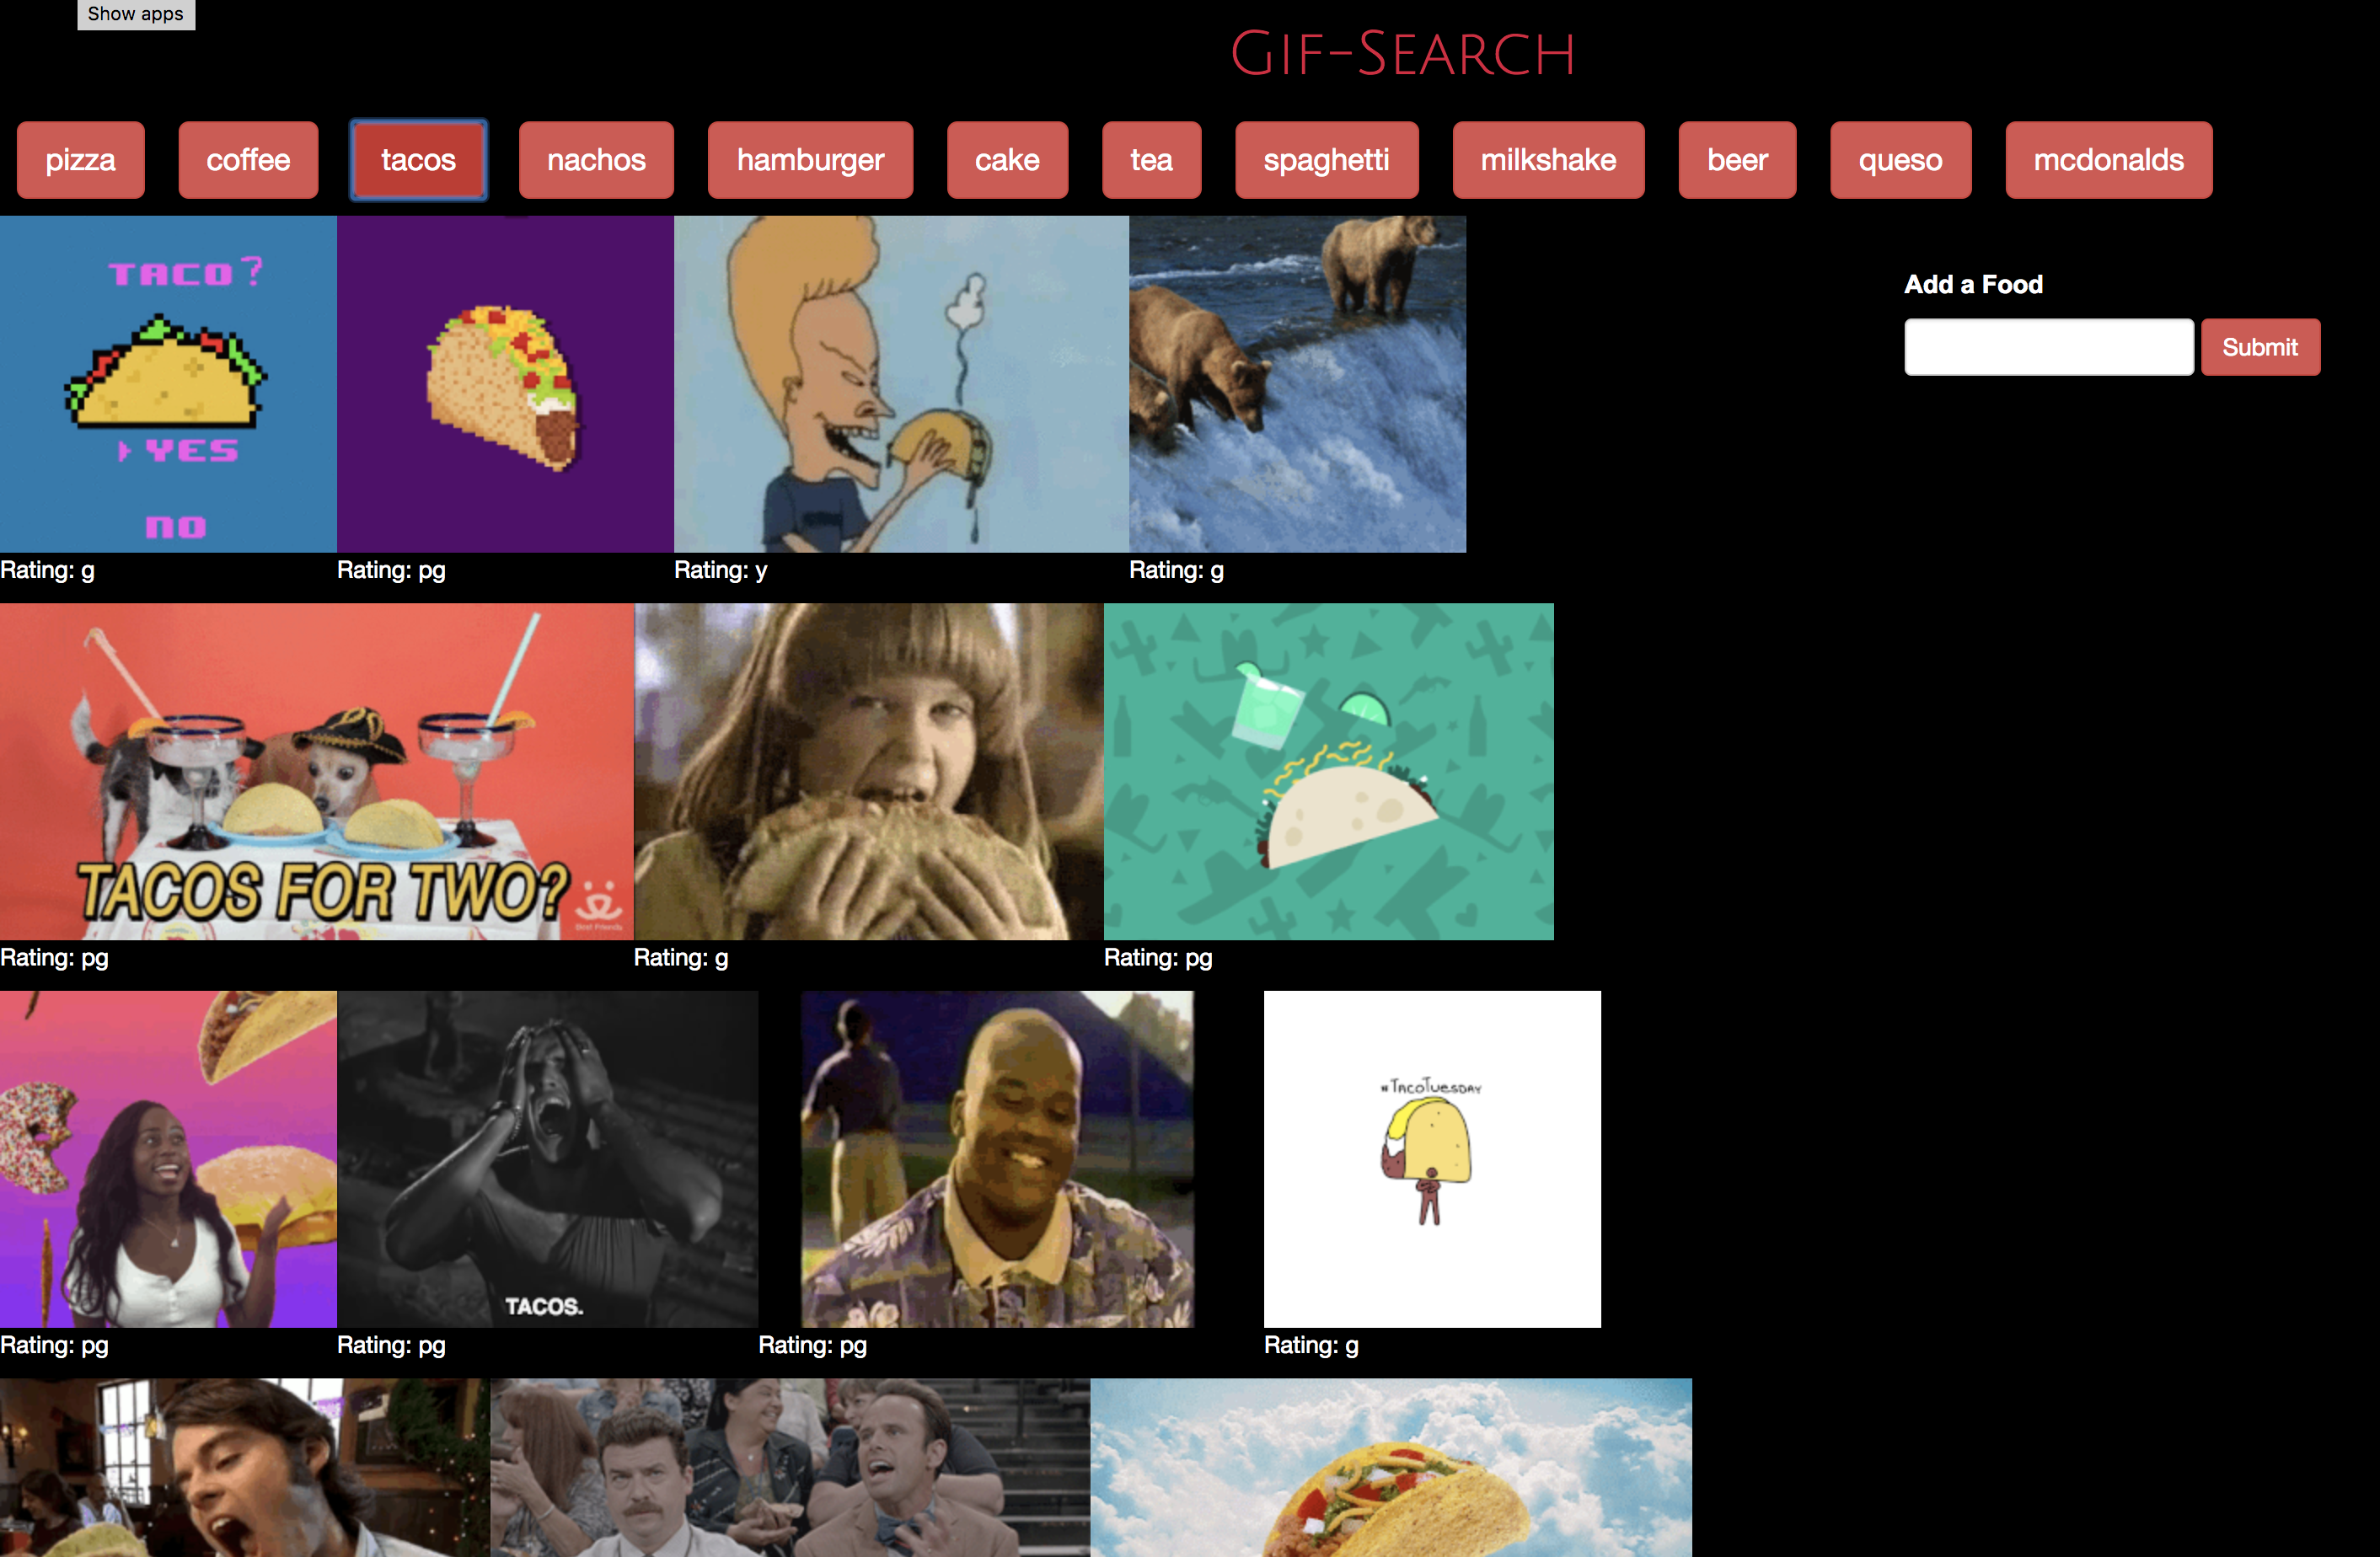 Show apps
Gif-Search
pizza coffee tacos nachos hamburger cake tea spaghetti milkshake beer queso mcdonalds
TACO?
YES
no
Rating: g Rating: pg Rating: y Rating: g
Add a Food
Submit
TACOS FOR TWO?
Best Friends
Rating: pg Rating: g Rating: pg
TACOS.
#TacoTuesday
Rating: pg Rating: pg Rating: pg Rating: g